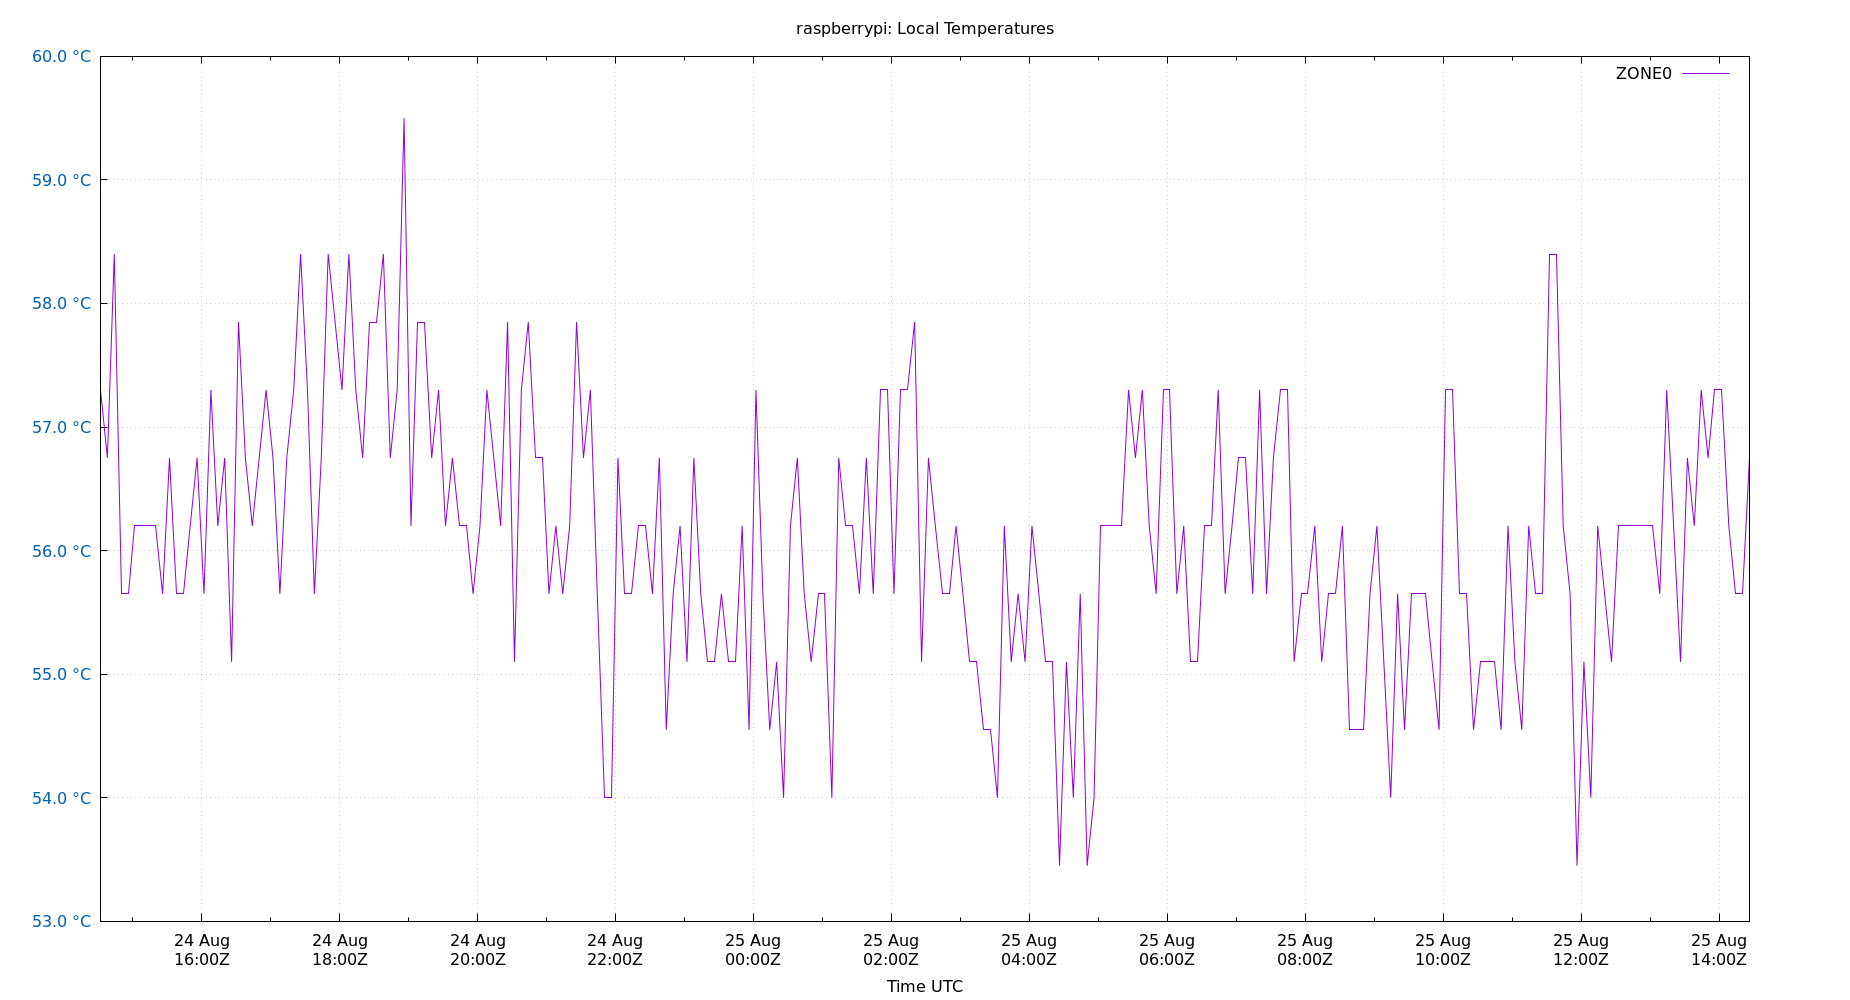 raspberrypi: Local Temperatures
60.0 °C
59.0 °C
58.0 °C
57.0 °C
56.0 °C
55.0 °C
54.0 °C
53.0 °C
ZONE0
24 Aug 24 Aug 24 Aug 24 Aug 25 Aug 25 Aug 25 Aug 25 Aug 25 Aug 25 Aug 25 Aug 25 Aug
16:00Z 18:00Z 20:00Z 22:00Z 00:00Z 02:00Z 04:00Z 06:00Z 08:00Z 10:00Z 12:00Z 14:00Z
Time UTC